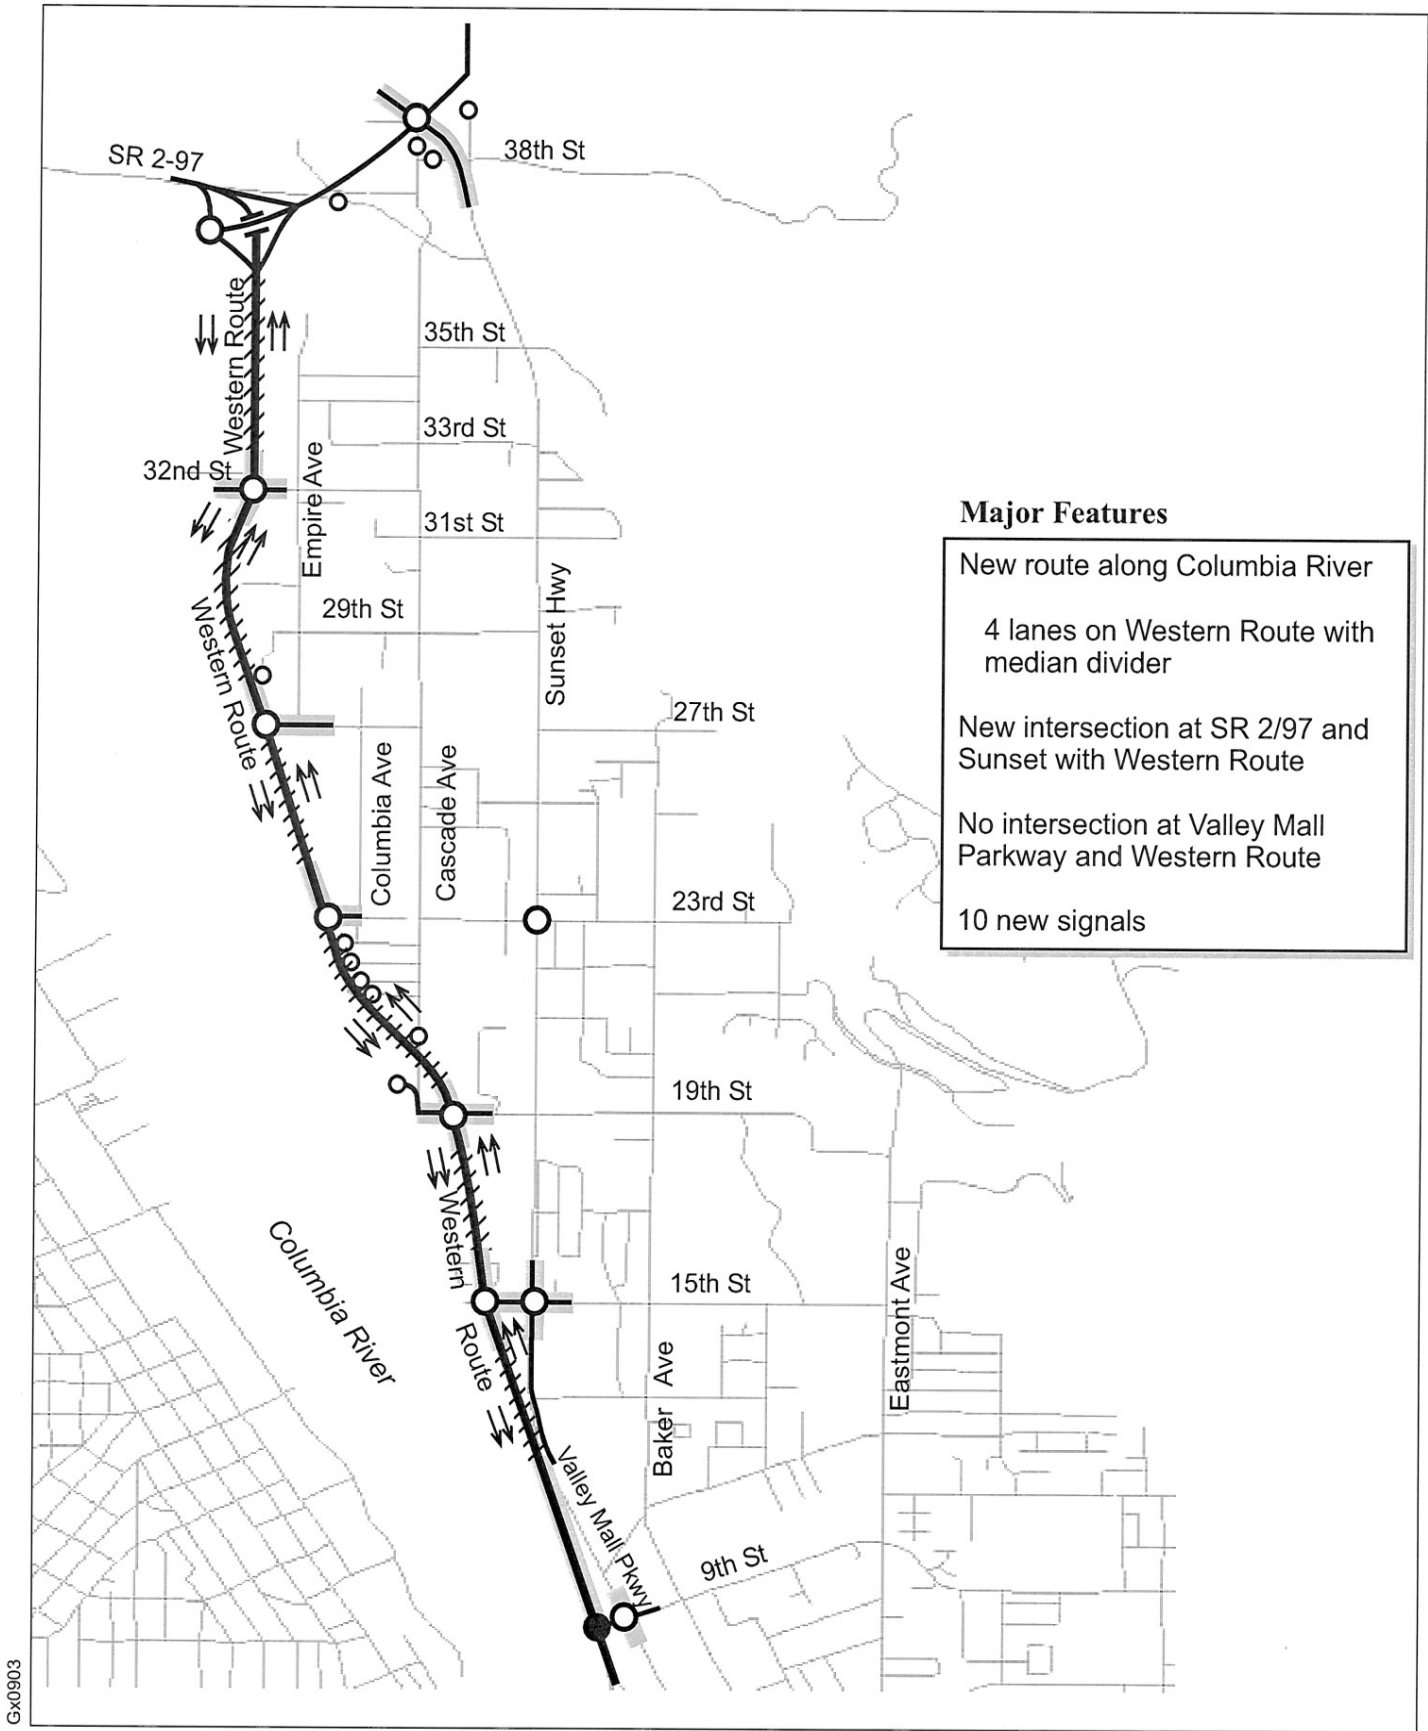 38th St
SR 2-97
Western Route
35th St
33rd St
32nd St
Empire Ave
31st St
Sunset Hwy
29th St
Western Route
27th St
Columbia Ave
Cascade Ave
23rd St
19th St
Western
Route
15th St
Columbia River
Eastmont Ave
Baker Ave
Valley Mall Pkwy
9th St
Major Features
New route along Columbia River
4 lanes on Western Route with
median divider
New intersection at SR 2/97 and
Sunset with Western Route
No intersection at Valley Mall
Parkway and Western Route
10 new signals
Gx0903